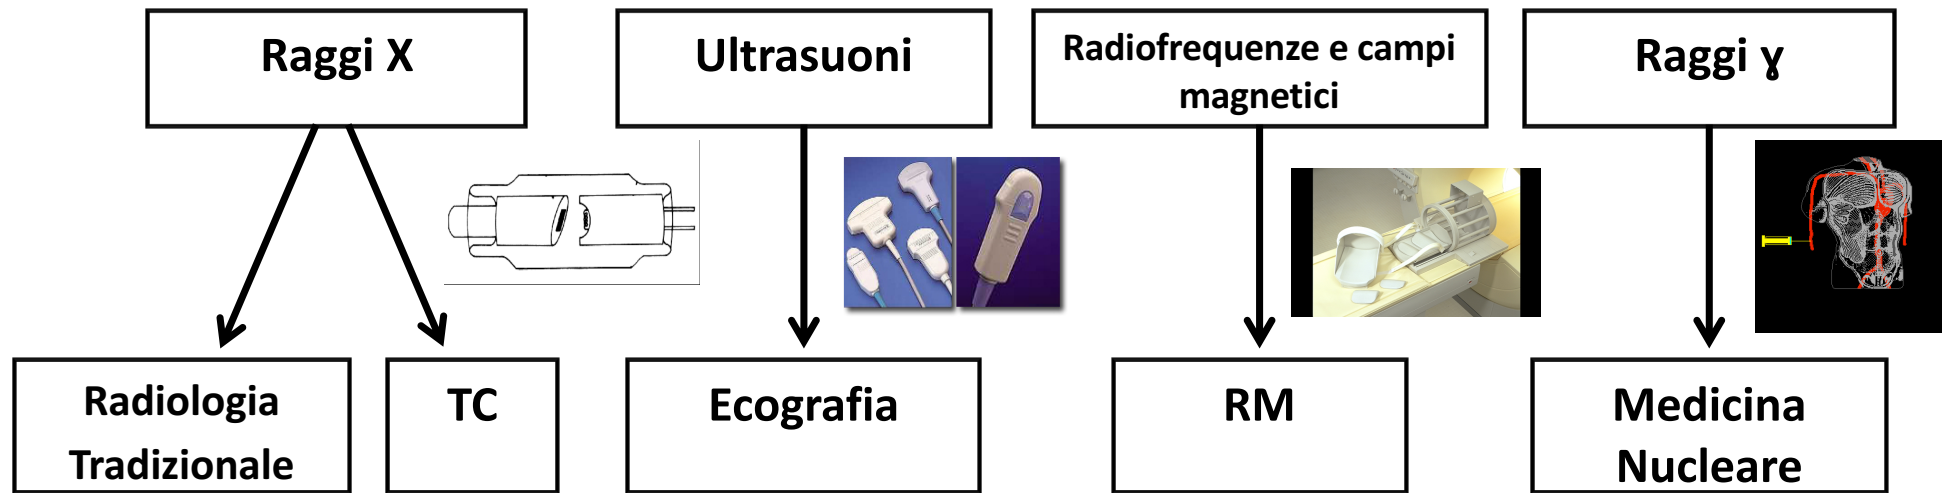 Raggi X
Ultrasuoni
Radiofrequenze e campi
magnetici
Raggi ɣ
Radiologia
Tradizionale
TC
Ecografia
RM
Medicina
Nucleare